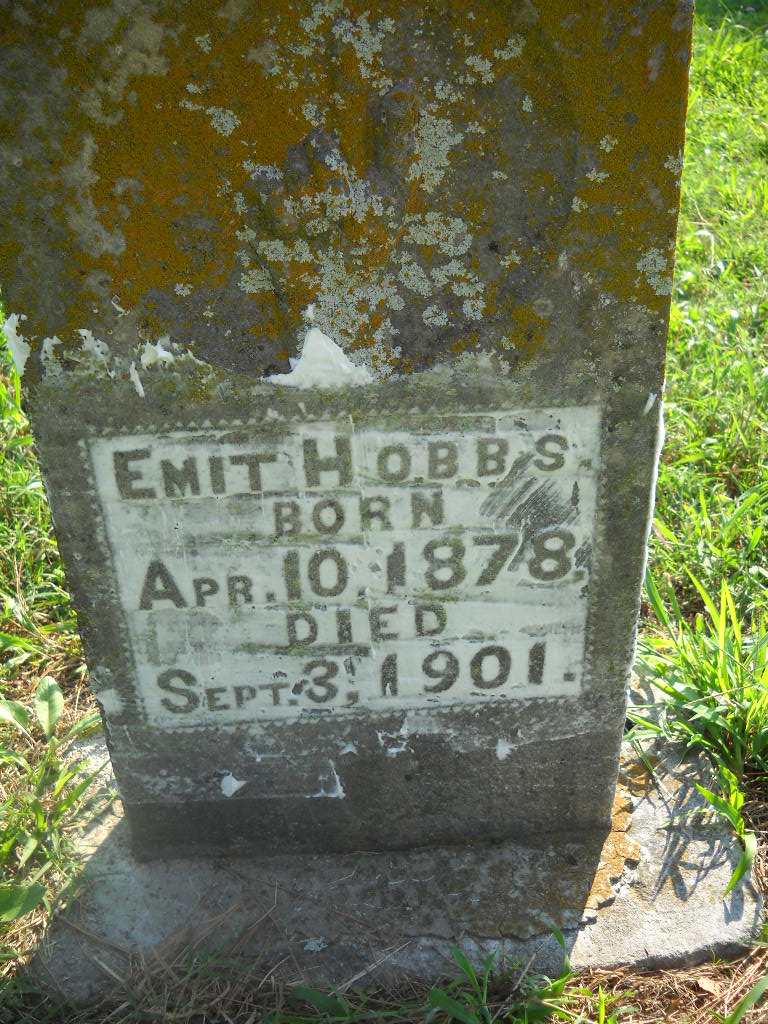 EMIT HOBBS.
BORN
APR. 10, 1878.
DIED
SEPT. 3, 1901.